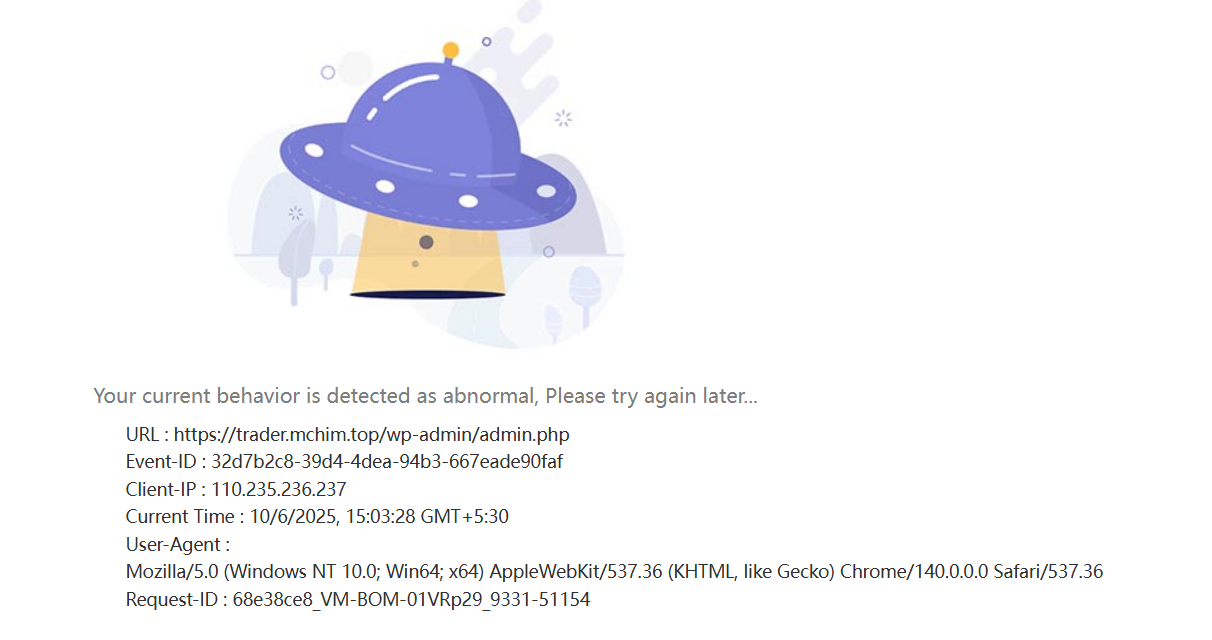 Your current behavior is detected as abnormal, Please try again later...
URL : https://trader.mchim.top/wp-admin/admin.php
Event-ID : 32d7b2c8-39d4-4dea-94b3-667eade90faf
Client-IP : 110.235.236.237
Current Time : 10/6/2025, 15:03:28 GMT+5:30
User-Agent :
Mozilla/5.0 (Windows NT 10.0; Win64; x64) AppleWebKit/537.36 (KHTML, like Gecko) Chrome/140.0.0.0 Safari/537.36
Request-ID : 68e38ce8_VM-BOM-01VRp29_9331-51154